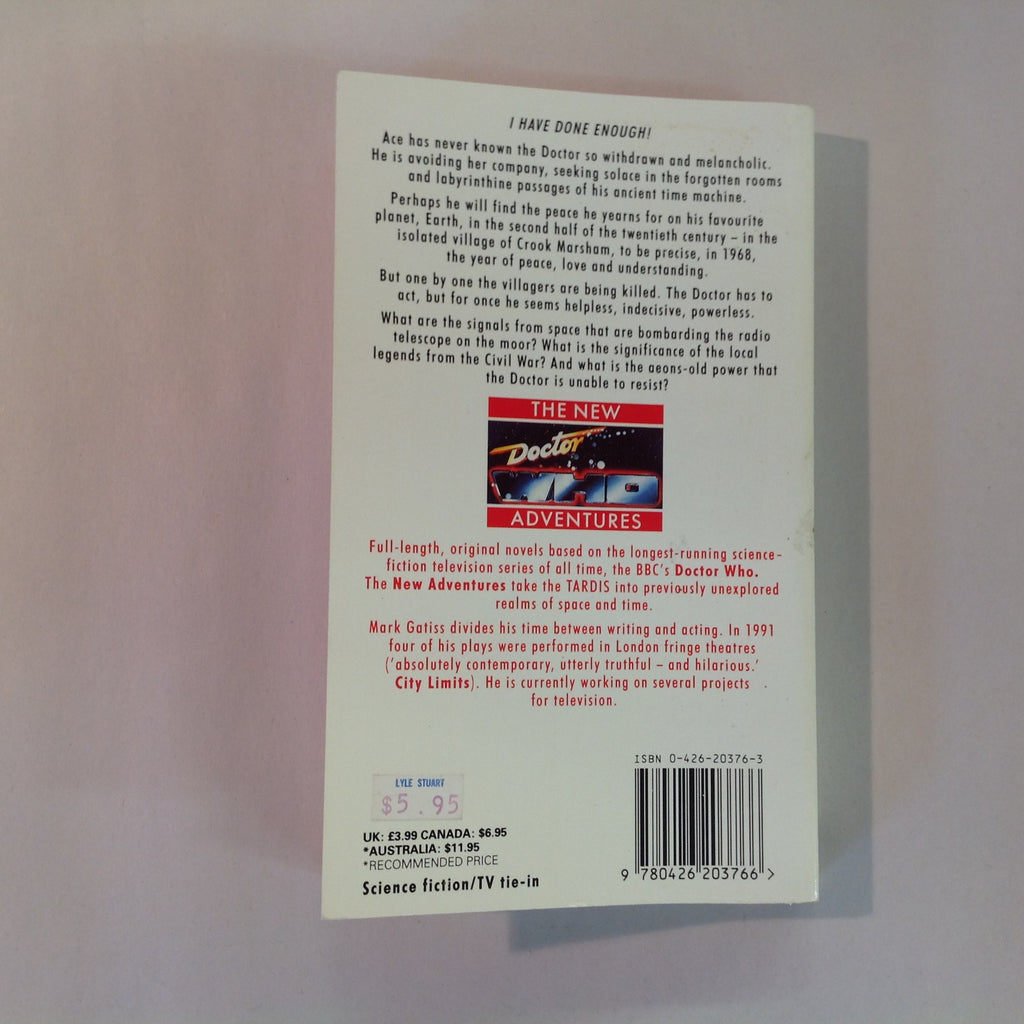 I HAVE DONE ENOUGH!
Ace has never known the Doctor so withdrawn and melancholic.
He is avoiding her company, seeking solace in the forgotten rooms
and labyrinthine passages of his ancient time machine.
Perhaps he will find the peace he yearns for on his favourite
planet, Earth, in the second half of the twentieth century – in the
isolated village of Crook Marsham, to be precise, in 1968,
the year of peace, love and understanding.
But one by one the villagers are being killed. The Doctor has to
act, but for once he seems helpless, indecisive, powerless.
What are the signals from space that are bombarding the radio
telescope on the moor? What is the significance of the local
legends from the Civil War? And what is the aeons-old power that
the Doctor is unable to resist?
THE NEW
Doctor
WHO
ADVENTURES
Full-length, original novels based on the longest-running science-
fiction television series of all time, the BBC's Doctor Who.
The New Adventures take the TARDIS into previously unexplored
realms of space and time.
Mark Gatiss divides his time between writing and acting. In 1991
four of his plays were performed in London fringe theatres
('absolutely contemporary, utterly truthful – and hilarious.'
City Limits). He is currently working on several projects
for television.
ISBN 0-426-20376-3
LYLE STUART
$5.95
UK: £3.99 CANADA: $6.95
*AUSTRALIA: $11.95
*RECOMMENDED PRICE
Science fiction/TV tie-in
9 780426 203766 >